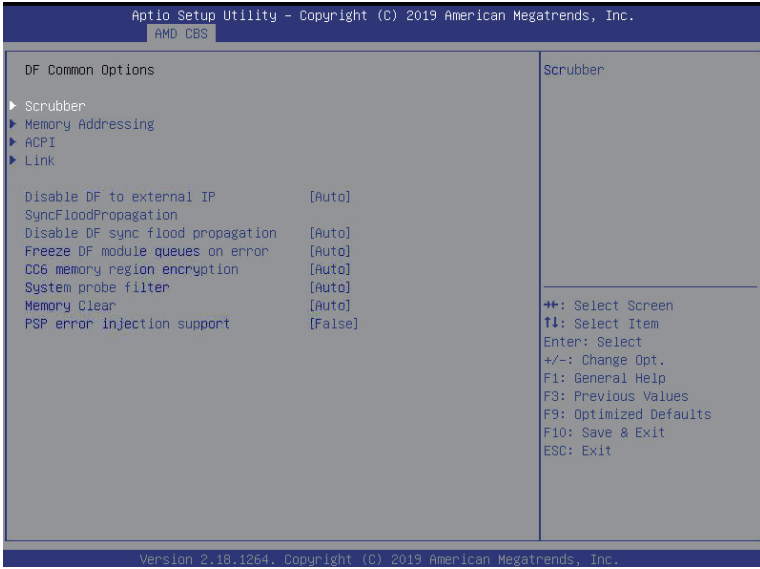 Aptio Setup Utility – Copyright (C) 2019 American Megatrends, Inc.
AMD CBS
DF Common Options
Scrubber
Memory Addressing
ACPI
Link
Disable DF to external IP [Auto]
SyncFloodPropagation
Disable DF sync flood propagation [Auto]
Freeze DF module queues on error [Auto]
CC6 memory region encryption [Auto]
System probe filter [Auto]
Memory Clear [Auto]
PSP error injection support [False]
Scrubber
→←: Select Screen
↑↓: Select Item
Enter: Select
+/-: Change Opt.
F1: General Help
F3: Previous Values
F9: Optimized Defaults
F10: Save & Exit
ESC: Exit
Version 2.18.1264. Copyright (C) 2019 American Megatrends, Inc.